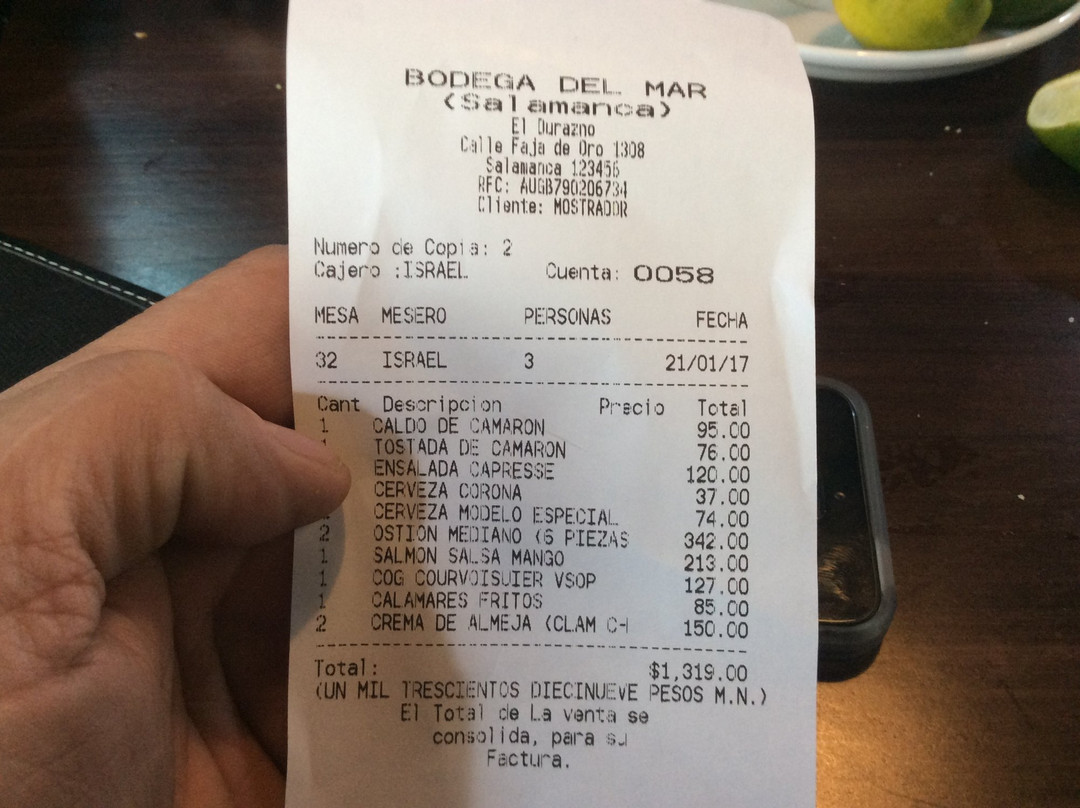 BODEGA DEL MAR
(Salamanca)
El Durazno
Calle Faja de Oro 1308
Salamanca 123456
RFC: AUGB790206734
Cliente: MOSTRADOR
Numero de Copia: 2
Cajero :ISRAEL Cuenta: 0058
MESA MESERO PERSONAS FECHA
32 ISRAEL 3 21/01/17
Cant Descripcion Precio Total
1 CALDO DE CAMARON 95.00
TOSTADA DE CAMARON 76.00
ENSALADA CAPRESSE 120.00
CERVEZA CORONA 37.00
CERVEZA MODELO ESPECIAL 74.00
2 OSTION MEDIANO (6 PIEZAS 342.00
1 SALMON SALSA MANGO 213.00
1 COG COURVOISUIER VSOP 127.00
1 CALAMARES FRITOS 85.00
2 CREMA DE ALMEJA (CLAM CH 150.00
Total: $1,319.00
(UN MIL TRESCIENTOS DIECINUEVE PESOS M.N.)
El Total de La venta se
consolida, para su
Factura.